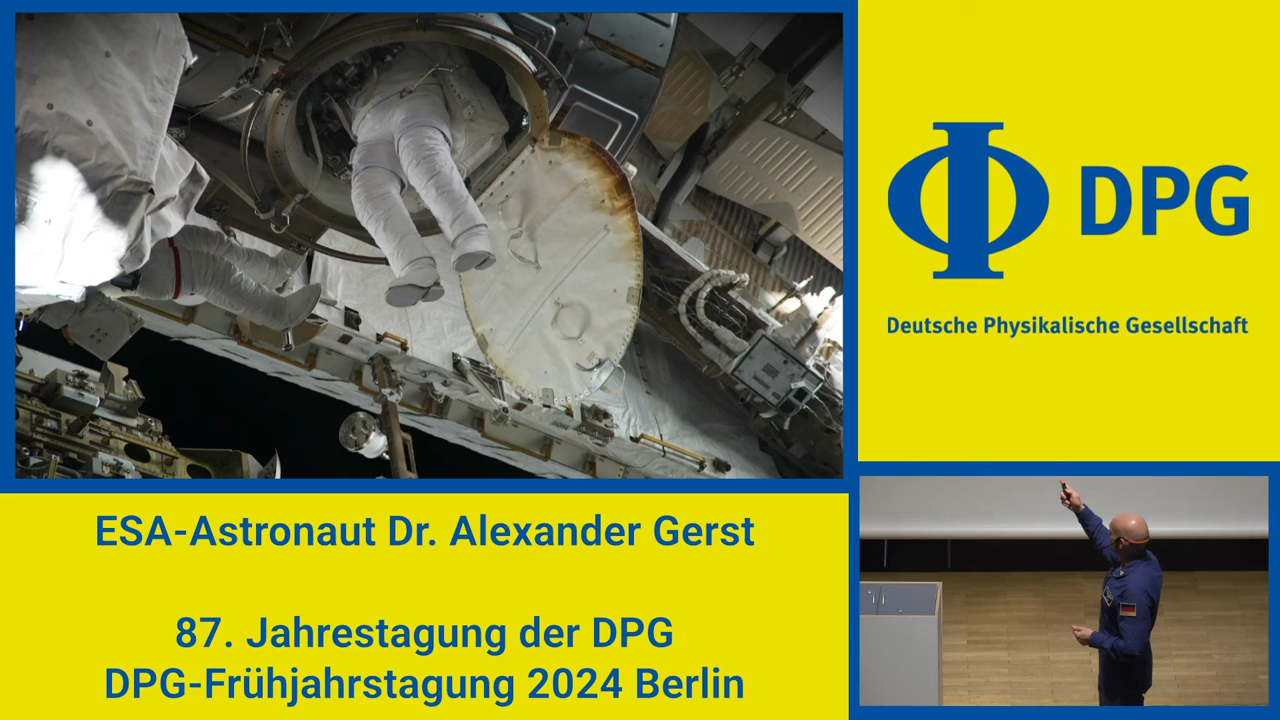 DPG
Deutsche Physikalische Gesellschaft
ESA-Astronaut Dr. Alexander Gerst
87. Jahrestagung der DPG
DPG-Frühjahrstagung 2024 Berlin